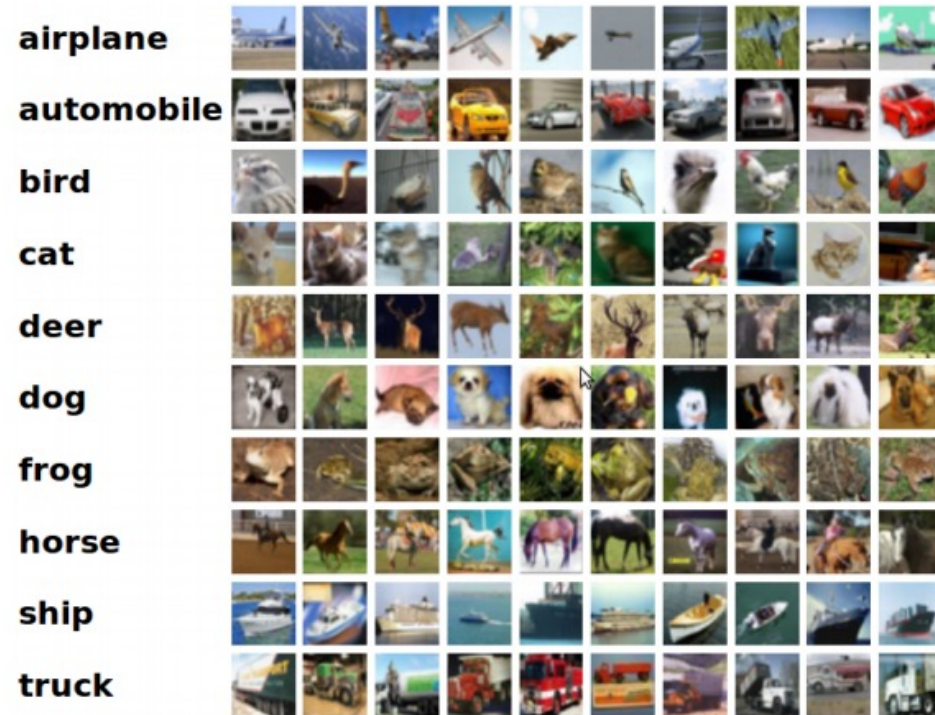 airplane
automobile
bird
cat
deer
dog
frog
horse
ship
truck